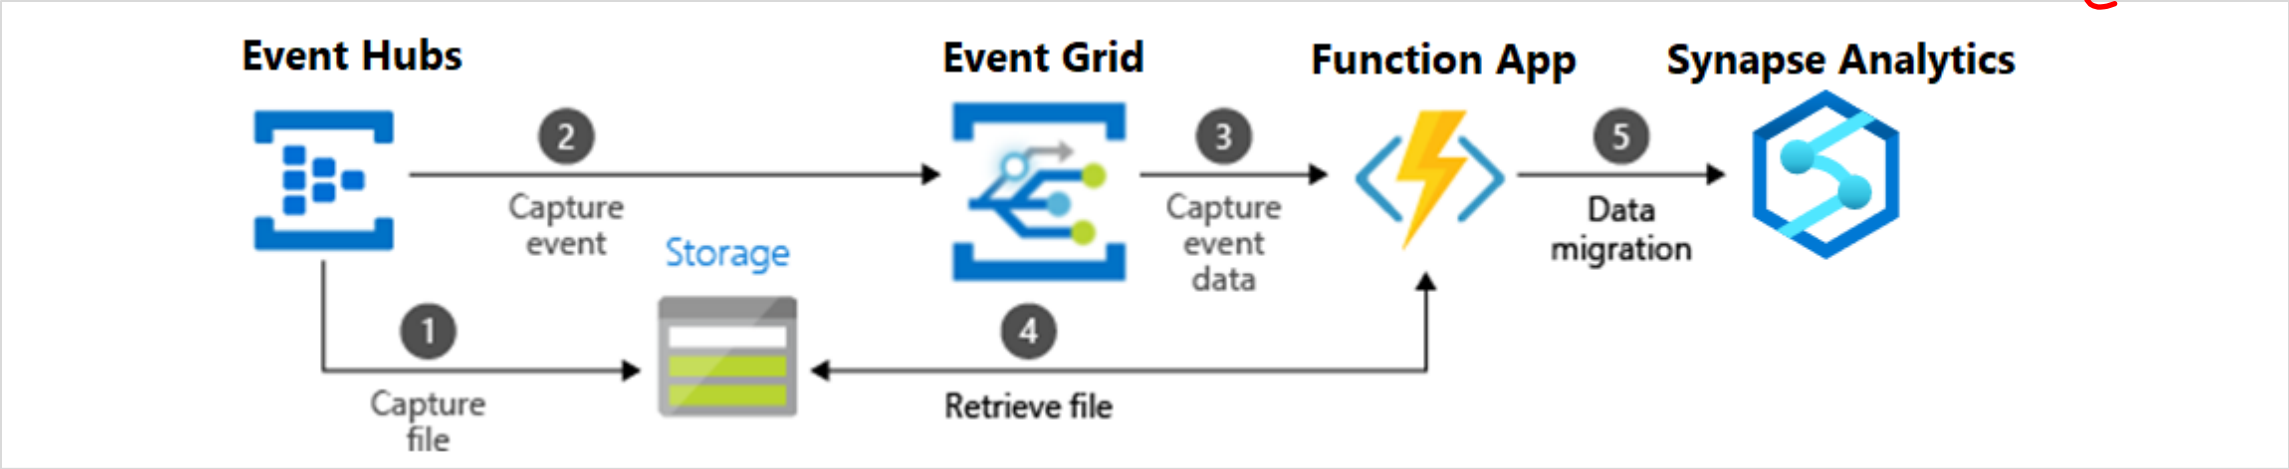 Event Hubs
Event Grid
Function App
Synapse Analytics
2
3
5
Capture
event
Capture
event
data
Data
migration
Storage
1
4
Capture
file
Retrieve file